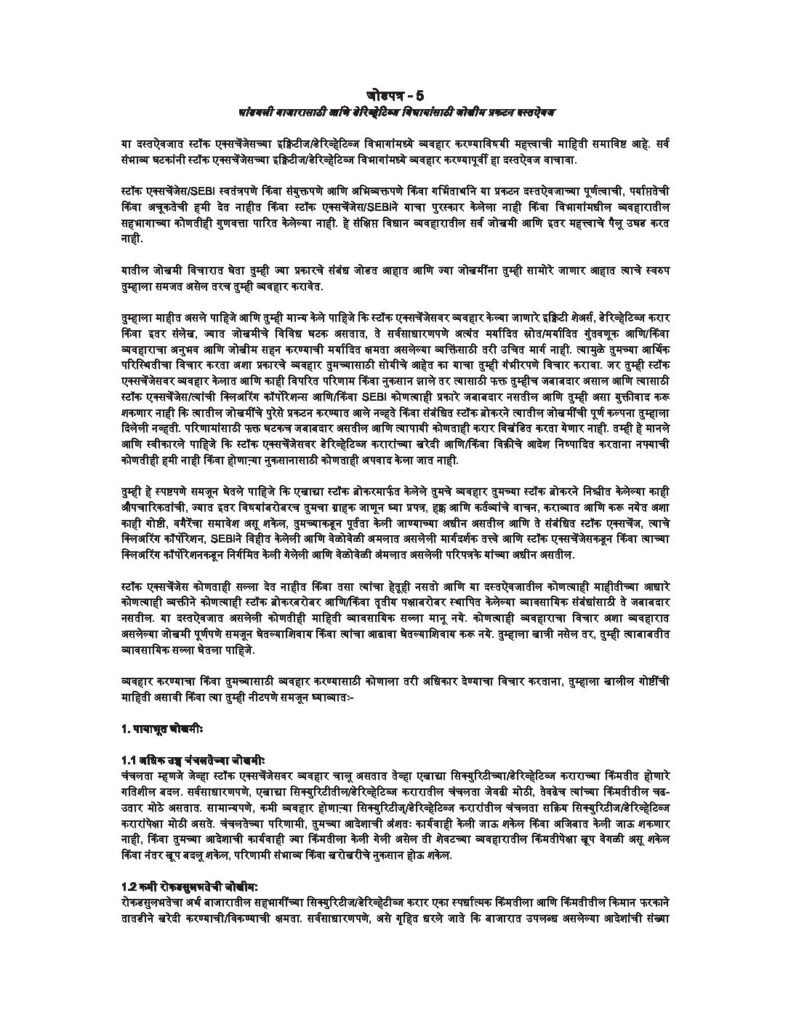 जोडपत्र – 5
भांडवली बाजारासाठी आणि डेरिव्हेटिव्ज विभागांसाठी जोखीम प्रकटन दस्तऐवज
या दस्तऐवजात स्टॉक एक्सचेंजेसच्या इक्विटीज/डेरिव्हेटिव्ज विभागांमध्ये व्यवहार करण्याविषयी महत्त्वाची माहिती समाविष्ट आहे. सर्व
संभाव्य घटकांनी स्टॉक एक्सचेंजेसच्या इक्विटीज/डेरिव्हेटिव्ज विभागांमध्ये व्यवहार करण्यापूर्वी हा दस्तऐवज वाचावा.
स्टॉक एक्सचेंजेस/SEBI स्वतंत्रपणे किंवा संयुक्तपणे आणि अभिव्यक्तपणे किंवा गर्भितार्थाने या प्रकटन दस्तऐवजाच्या पूर्णत्वाची, पर्याप्ततेची
किंवा अचूकतेची हमी देत नाहीत किंवा स्टॉक एक्सचेंजेस/SEBIने याचा पुरस्कार केलेला नाही किंवा विभागांमधील व्यवहारातील
सहभागाच्या कोणतीही गुणवत्ता पारित केलेल्या नाही. हे संक्षिप्त विधान व्यवहारातील सर्व जोखमी आणि इतर महत्त्वाचे पैलू उघड करत
नाही.
यातील जोखमी विचारात घेता तुम्ही ज्या प्रकारचे संबंध जोडत आहात आणि ज्या जोखमींना तुम्ही सामोरे जाणार आहात त्याचे स्वरुप
तुम्हाला समजत असेल तरच तुम्ही व्यवहार करावेत.
तुम्हाला माहीत असले पाहिजे आणि तुम्ही मान्य केले पाहिजे कि स्टॉक एक्सचेंजेसवर व्यवहार केल्या जाणारे इक्विटी शेअर्स, डेरिव्हेटिव्ज करार
किंवा इतर संलेख, ज्यात जोखमीचे विविध घटक असतात, ते सर्वसाधारणपणे अत्यंत मर्यादित स्रोत/मर्यादित गुंतवणूक आणि/किंवा
व्यवहाराचा अनुभव आणि जोखीम सहन करण्याची मर्यादित क्षमता असलेल्या व्यक्तिंसाठी तरी उचित मार्ग नाही. त्यामुळे तुमच्या आर्थिक
परिस्थितीचा विचार करता अशा प्रकारचे व्यवहार तुमच्यासाठी सोयीचे आहेत का याचा तुम्ही गंभीरपणे विचार करावा. जर तुम्ही स्टॉक
एक्सचेंजेसवर व्यवहार केलात आणि काही विपरित परिणाम किंवा नुकसान झाले तर त्यासाठी फक्त तुम्हीच जबाबदार असाल आणि त्यासाठी
स्टॉक एक्सचेंजेस/त्यांची क्लिअरिंग कॉर्पोरेशन्स आणि/किंवा SEBI कोणत्याही प्रकारे जबाबदार नसतील आणि तुम्ही असा युक्तीवाद करू
शकणार नाही कि त्यातील जोखमींचे पुरेसे प्रकटन करण्यात आले नव्हते किंवा संबंधित स्टॉक ब्रोकरने त्यातील जोखमींची पूर्ण कल्पना तुम्हाला
दिलेली नव्हती. परिणामांसाठी फक्त घटकच जबाबदार असतील आणि त्यापायी कोणताही करार विखंडित करता येणार नाही. तम्ही हे मानले
आणि स्वीकारले पाहिजे कि स्टॉक एक्सचेंजेसवर डेरिव्हेटिव्ज करारांच्या खरेदी आणि/किंवा विक्रीचे आदेश निष्पादित करताना नफ्याची
कोणतीही हमी नाही किंवा होणाऱ्या नुकसानासाठी कोणताही अपवाद केला जात नाही.
तुम्ही हे स्पष्टपणे समजून घेतले पाहिजे कि एखाद्या स्टॉक ब्रोकरमार्फत केलेले तुमचे व्यवहार तुमच्या स्टॉक ब्रोकरने निश्चीत केलेल्या काही
औपचारिकतांची, ज्यात इतर विषयांबरोबरच तुमचा ग्राहक जाणून घ्या प्रपत्र, हक्क आणि कर्तव्यांचे वाचन, कराव्यात आणि करू नयेत अशा
काही गोष्टी, वगैरेंचा समावेश असू शकेल, तुमच्याकडून पूर्तता केली जाण्याच्या अधीन असतील आणि ते संबंधित स्टॉक एक्सचेंज, त्याचे
क्लिअरिंग कॉर्पोरेशन, SEBIने विहीत केलेली आणि वेळोवेळी अमलात असलेली मार्गदर्शक तत्त्वे आणि स्टॉक एक्सचेंजेसकडून किंवा त्याच्या
क्लिअरिंग कॉर्पोरेशनकडून निर्गमित केली गेलेली आणि वेळोवेळी अंमलात असलेली परिपत्रके यांच्या अधीन असतील.
स्टॉक एक्सचेंजेस कोणताही सल्ला देत नाहीत किंवा तसा त्यांचा हेतूही नसतो आणि या दस्तऐवजातील कोणत्याही माहीतीच्या आधारे
कोणत्याही व्यक्तीने कोणत्याही स्टॉक ब्रोकरबरोबर आणि/किंवा तृतीय पक्षाबरोबर स्थापित केलेल्या व्यावसायिक संबंधांसाठी ते जबाबदार
नसतील. या दस्तऐवजात असलेली कोणतीही माहिती व्यावसायिक सल्ला मानू नये. कोणत्याही व्यवहाराचा विचार अशा व्यवहारात
असलेल्या जोखमी पूर्णपणे समजून घेतल्याशिवाय किंवा त्यांचा आढावा घेतल्याशिवाय करू नये. तुम्हाला खात्री नसेल तर, तुम्ही त्याबाबतीत
व्यावसायिक सल्ला घेतला पाहिजे.
व्यवहार करण्याचा किंवा तुमच्यासाठी व्यवहार करण्यासाठी कोणाला तरी अधिकार देण्याचा विचार करताना, तुम्हाला खालील गोष्टींची
माहिती असावी किंवा त्या तुम्ही नीटपणे समजून घ्याव्यातः-
1. पायाभूत जोखमीः
1.1 अधिक उच्च चंचलतेच्या जोखमीः
चंचलता म्हणजे जेव्हा स्टॉक एक्सचेंजेसवर व्यवहार चालू असतात तेव्हा एखाद्या सिक्युरिटीच्या/डेरिव्हेटिव्ज कराराच्या किंमतीत होणारे
गतिशील बदल. सर्वसाधारणपणे, एखाद्या सिक्युरिटीतील/डेरिव्हेटिव्ज करारातील चंचलता जेवढी मोठी, तेवढेच त्यांच्या किंमतीतील चढ-
उतार मोठे असतात. सामान्यपणे, कमी व्यवहार होणाऱ्या सिक्युरिटीज्/डेरिव्हेटिव्ज करारांतील चंचलता सक्रिय सिक्युरिटीज/डेरिव्हेटिव्ज
करारांपेक्षा मोठी असते. चंचलतेच्या परिणामी, तुमच्या आदेशाची अंशतः कार्यवाही केली जाऊ शकेल किंवा अजिबात केली जाऊ शकणार
नाही, किंवा तुमच्या आदेशाची कार्यवाही ज्या किंमतीला केली गेली असेल ती शेवटच्या व्यवहारातील किंमतीपेक्षा खूप वेगळी असू शकेल
किंवा नंतर खूप बदलू शकेल, परिणामी संभाव्य किंवा खरोखरीचे नुकसान होऊ शकेल.
1.2 कमी रोकडसुलभतेची जोखीम:
रोकडसुलभतेचा अर्थ बाजारातील सहभागींच्या सिक्युरिटीज/डेरिव्हेटीव्ज करार एका स्पर्धात्मक किंमतीला आणि किंमतीतील किमान फरकाने
तातडीने खरेदी करण्याची/विकण्याची क्षमता. सर्वसाधारणपणे, असे गृहित धरले जाते कि बाजारात उपलब्ध असलेल्या आदेशांची संख्या